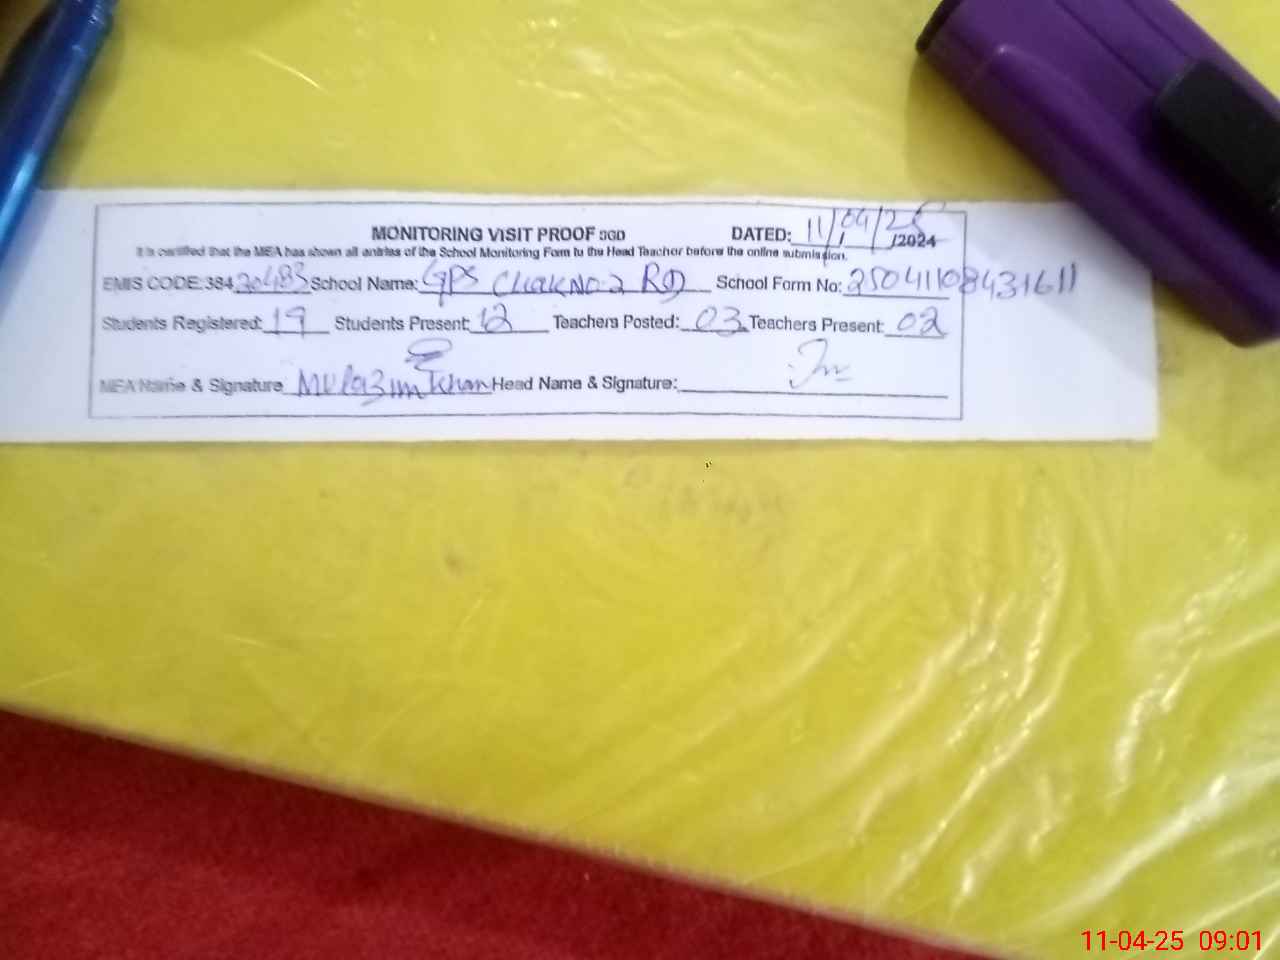 MONITORING VISIT PROOF SGD DATED: 11/04/25 /2024
It is certified that the MEA has shown all entries of the School Monitoring Form to the Head Teacher before the online submission.
EMIS CODE:384 30483 School Name: GPS Chak No. 2 RD School Form No: 25041108431611
Students Registered: 19 Students Present: 12 Teachers Posted: 03 Teachers Present: 02
MEA Name & Signature Mulazim Khan Head Name & Signature:
11-04-25 09:01